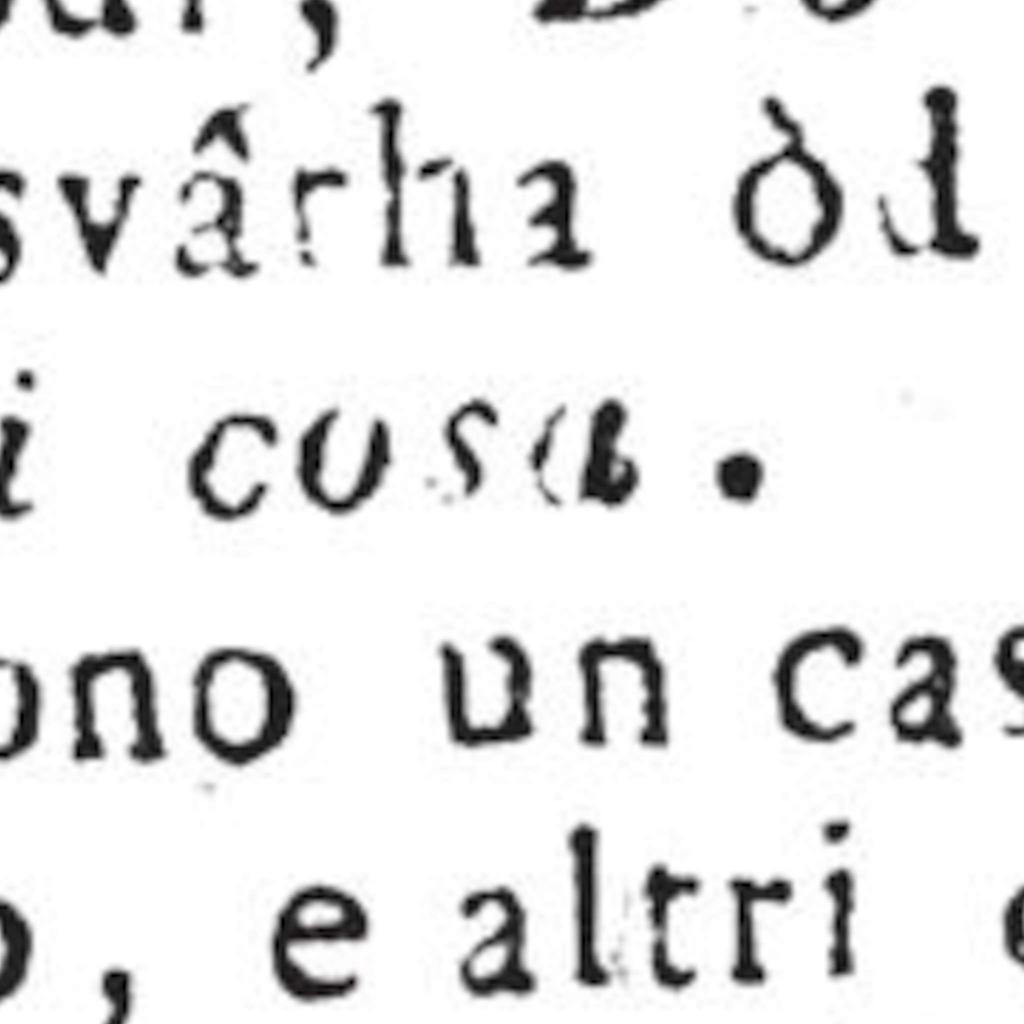 svârha òd
i cosa.
ono un cas
o, e altri